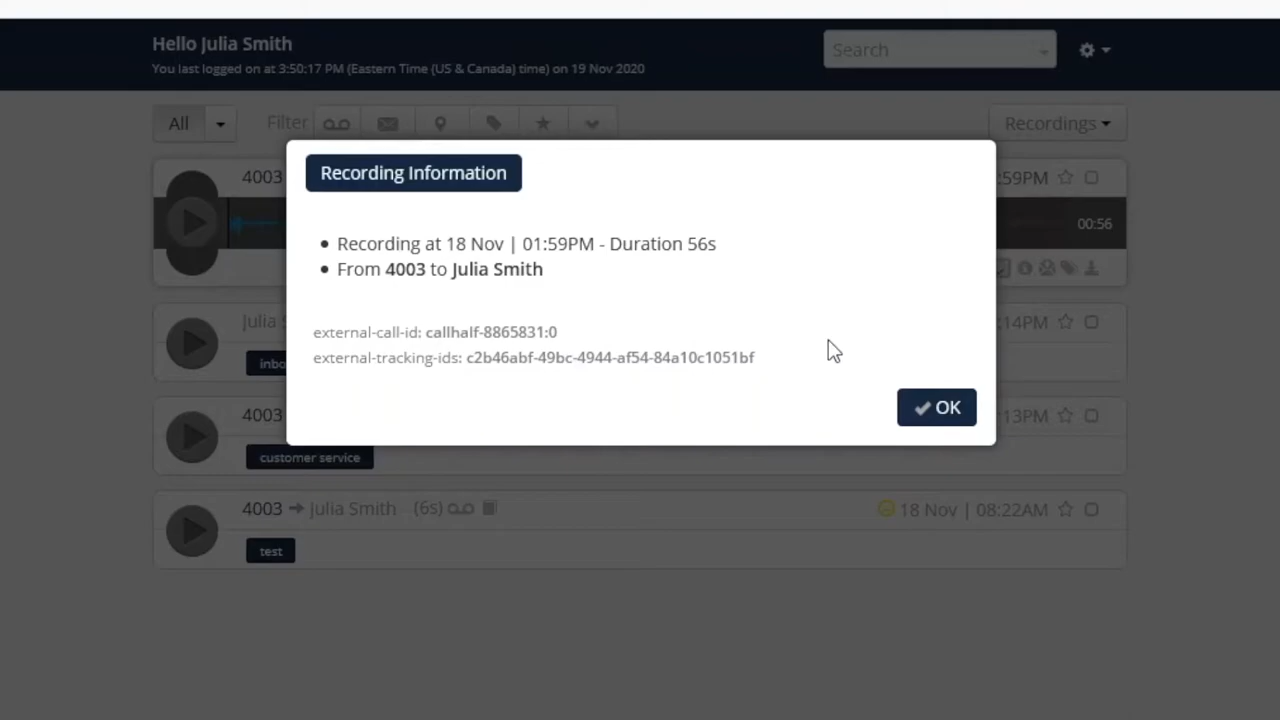 Hello Julia Smith
You last logged on at 3:50:17 PM (Eastern Time (US & Canada) time) on 19 Nov 2020
Search
All
Filter
Recordings
Recording Information
4003
:59PM
00:56
• Recording at 18 Nov | 01:59PM - Duration 56s
• From 4003 to Julia Smith
external-call-id: callhalf-8865831:0
external-tracking-ids: c2b46abf-49bc-4944-af54-84a10c1051bf
OK
Julia S
:14PM
inbo
4003
:13PM
customer service
4003 ➔ Julia Smith (6s) 18 Nov | 08:22AM
test